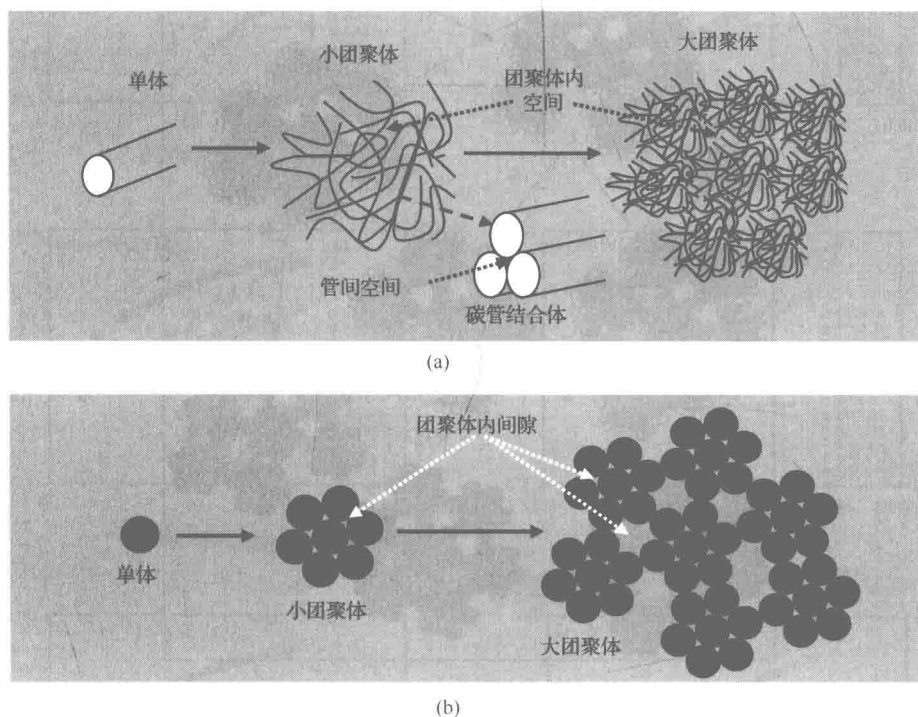 小团聚体
大团聚体
单体
团聚体内
空间
管间空间
碳管结合体
(a)
团聚体内间隙
单体
小团聚体
大团聚体
(b)